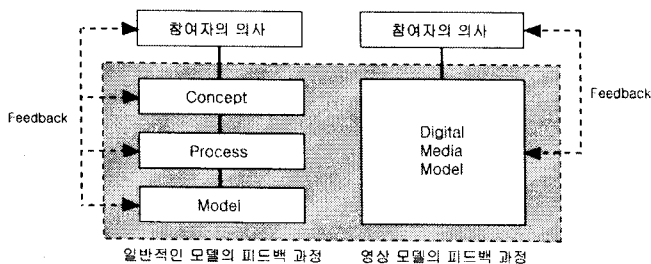 참여자의 의사
참여자의 의사
Concept
Feedback
Feedback
Process
Digital
Media
Model
Model
일반적인 모델의 피드백 과정
영상 모델의 피드백 과정